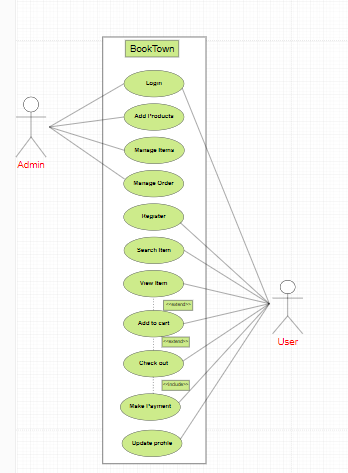 BookTown
Login
Add Products
Manage Items
Admin
Manage Order
Register
Search Item
View Item
<<extend>>
Add to cart
<<extend>>
User
Check out
<<include>>
Make Payment
Update profile